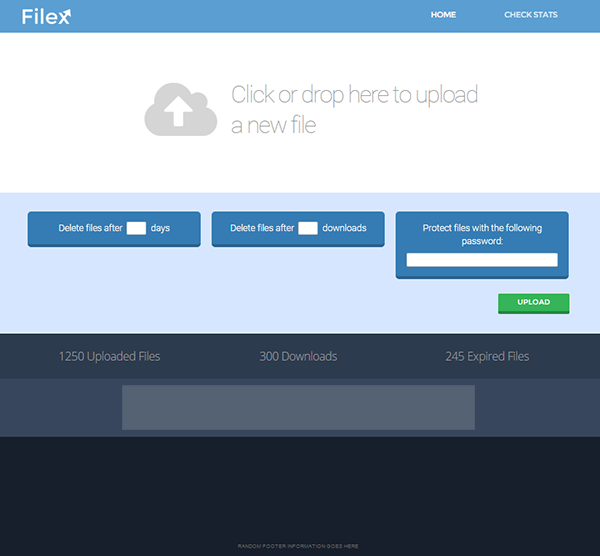 Filex
HOME
CHECK STATS
Click or drop here to upload
a new file
Delete files after days
Delete files after downloads
Protect files with the following
password:
UPLOAD
1250 Uploaded Files
300 Downloads
245 Expired Files
RANDOM FOOTER INFORMATION GOES HERE